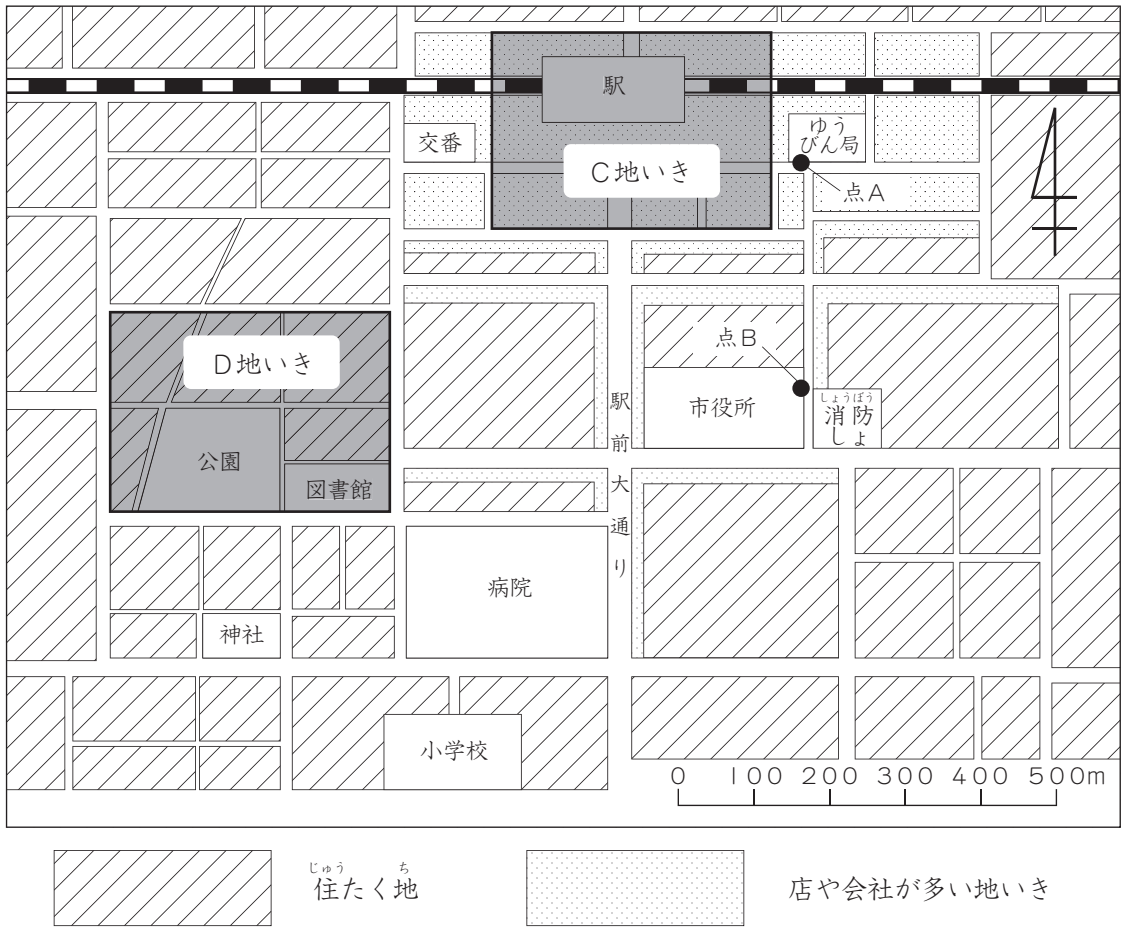 駅
交番
ゆう
びん局
C地いき
点A
D地いき
点B
市役所
しょうぼう
消防
しょ
駅前大通り
公園
図書館
病院
神社
小学校
0 100 200 300 400 500m
じゅう ち
住たく地
店や会社が多い地いき